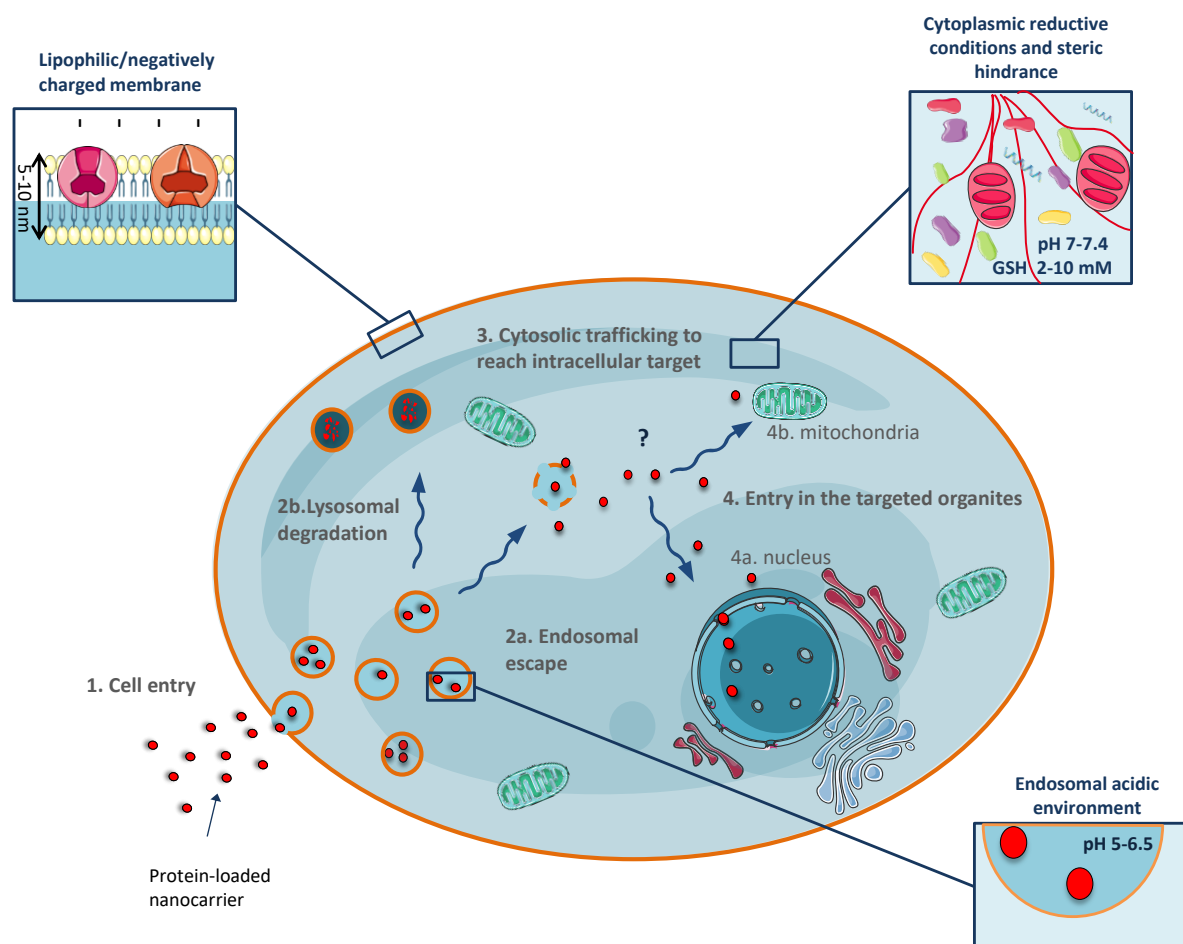 Lipophilic/negatively
charged membrane
5-10 nm
Cytoplasmic reductive
conditions and steric
hindrance
pH 7-7.4
GSH 2-10 mM
3. Cytosolic trafficking to
reach intracellular target
?
4b. mitochondria
2b.Lysosomal
degradation
4. Entry in the targeted organites
4a. nucleus
2a. Endosomal
escape
1. Cell entry
Protein-loaded
nanocarrier
Endosomal acidic
environment
pH 5-6.5